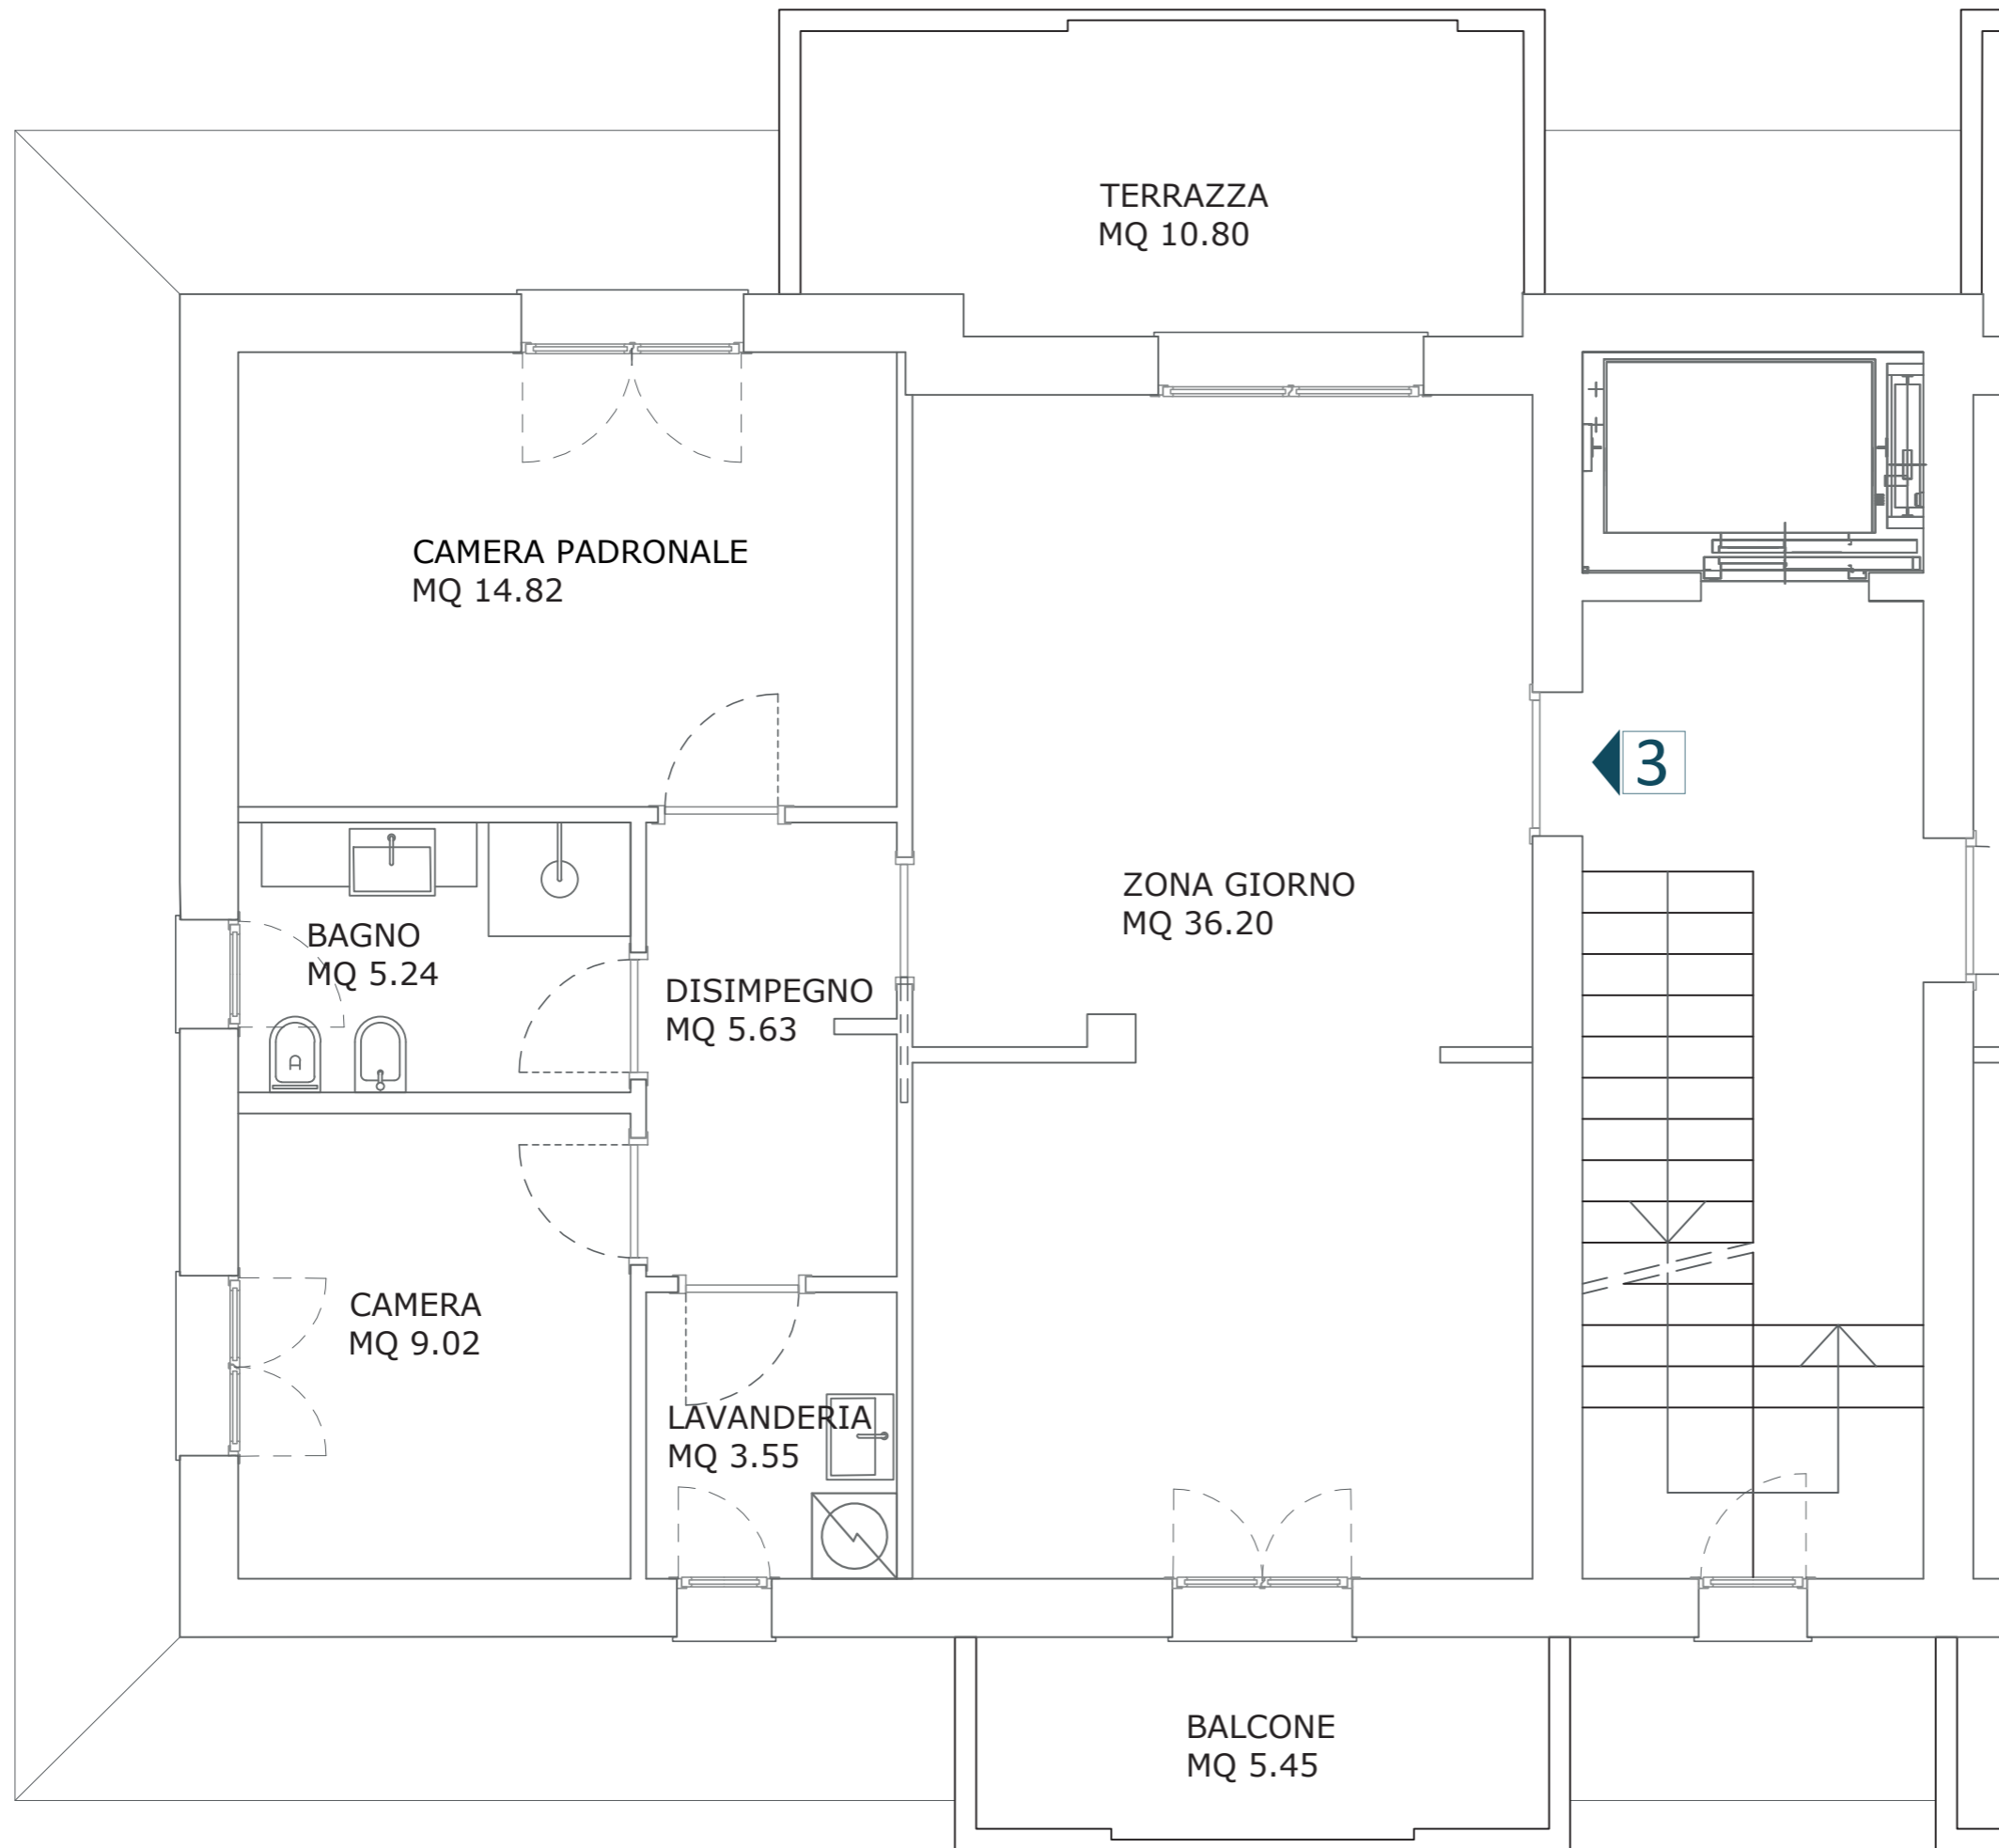 TERRAZZA
MQ 10.80
CAMERA PADRONALE
MQ 14.82
3
ZONA GIORNO
MQ 36.20
BAGNO
MQ 5.24
DISIMPEGNO
MQ 5.63
CAMERA
MQ 9.02
LAVANDERIA
MQ 3.55
BALCONE
MQ 5.45